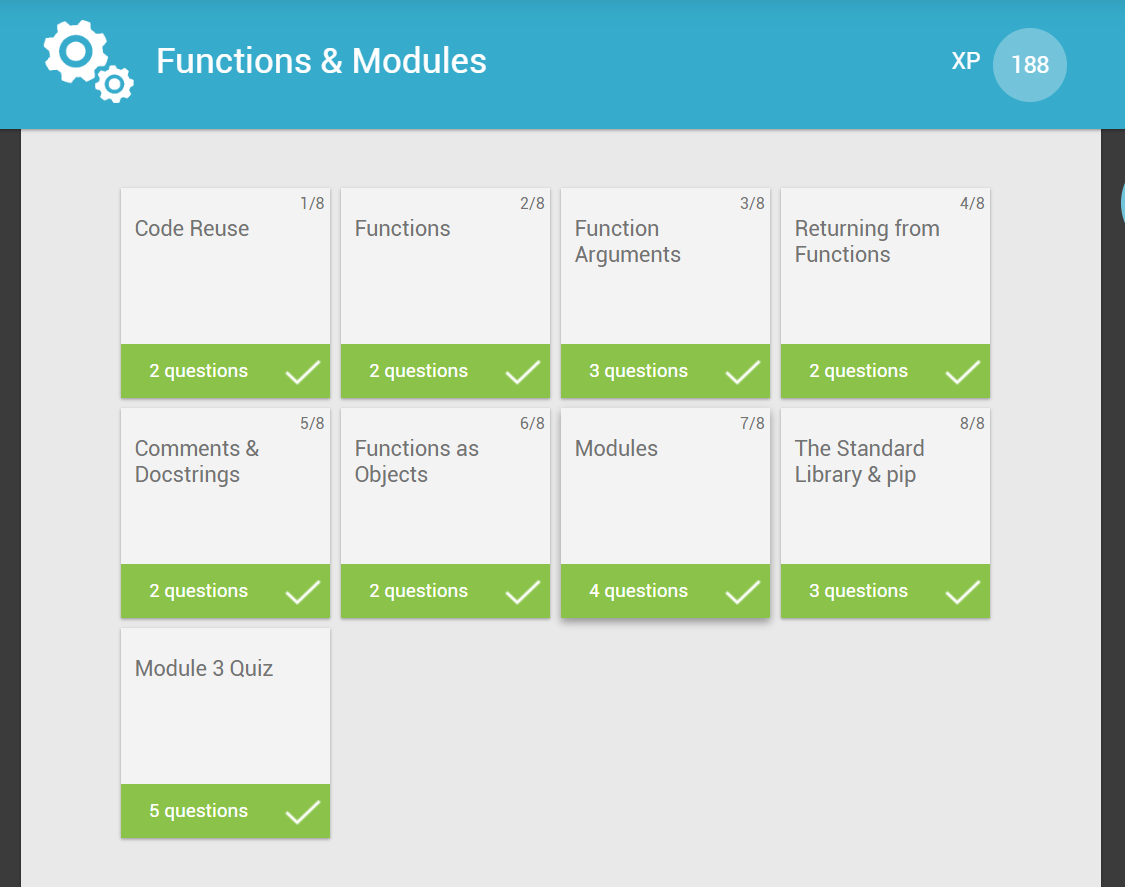 Functions & Modules
XP
188
1/8
Code Reuse
2 questions
2/8
Functions
2 questions
3/8
Function
Arguments
3 questions
4/8
Returning from
Functions
2 questions
5/8
Comments &
Docstrings
2 questions
6/8
Functions as
Objects
2 questions
7/8
Modules
4 questions
8/8
The Standard
Library & pip
3 questions
Module 3 Quiz
5 questions